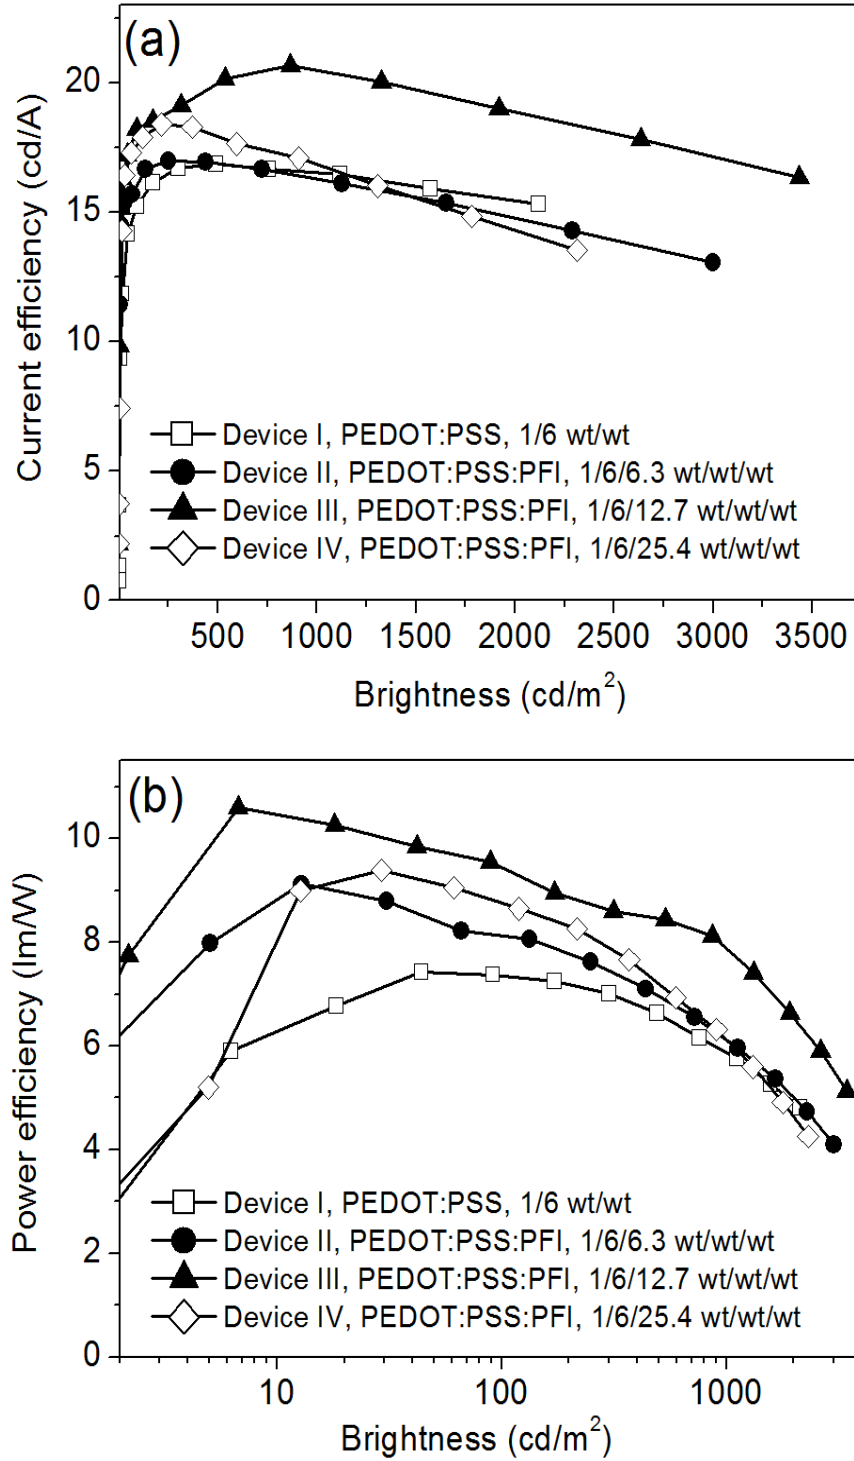 (a)
Current efficiency (cd/A)
20
15
10
5
0
Device I, PEDOT:PSS, 1/6 wt/wt
Device II, PEDOT:PSS:PFI, 1/6/6.3 wt/wt/wt
Device III, PEDOT:PSS:PFI, 1/6/12.7 wt/wt/wt
Device IV, PEDOT:PSS:PFI, 1/6/25.4 wt/wt/wt
500 1000 1500 2000 2500 3000 3500
Brightness (cd/m²)
(b)
Power efficiency (lm/W)
10
8
6
4
2
0
Device I, PEDOT:PSS, 1/6 wt/wt
Device II, PEDOT:PSS:PFI, 1/6/6.3 wt/wt/wt
Device III, PEDOT:PSS:PFI, 1/6/12.7 wt/wt/wt
Device IV, PEDOT:PSS:PFI, 1/6/25.4 wt/wt/wt
10 100 1000
Brightness (cd/m²)